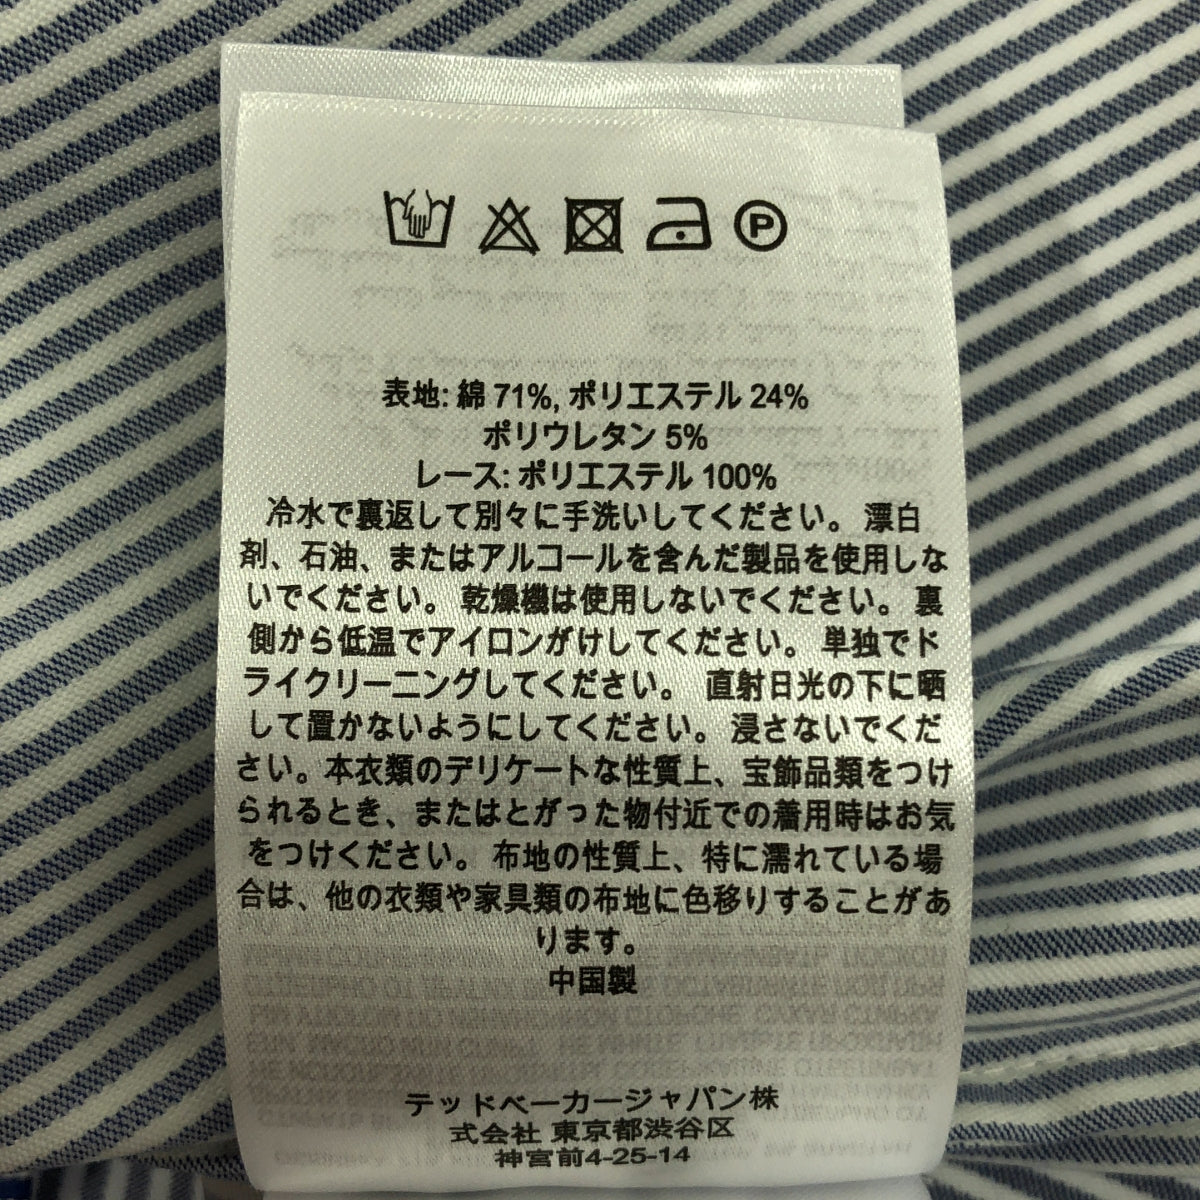 P
表地: 綿 71%, ポリエステル 24%
ポリウレタン 5%
レース: ポリエステル 100%
冷水で裏返して別々に手洗いしてください。 漂白
剤、石油、またはアルコールを含んだ製品を使用しな
いでください。 乾燥機は使用しないでください。 裏
側から低温でアイロンがけしてください。 単独でド
ライクリーニングしてください。 直射日光の下に晒
して置かないようにしてください。 浸さないでくだ
さい。本衣類のデリケートな性質上、宝飾品類をつけ
られるとき、またはとがった物付近での着用時はお気
をつけください。 布地の性質上、特に濡れている場
合は、他の衣類や家具類の布地に色移りすることがあ
ります。
中国製
テッドベーカージャパン株
式会社 東京都渋谷区
神宮前4-25-14